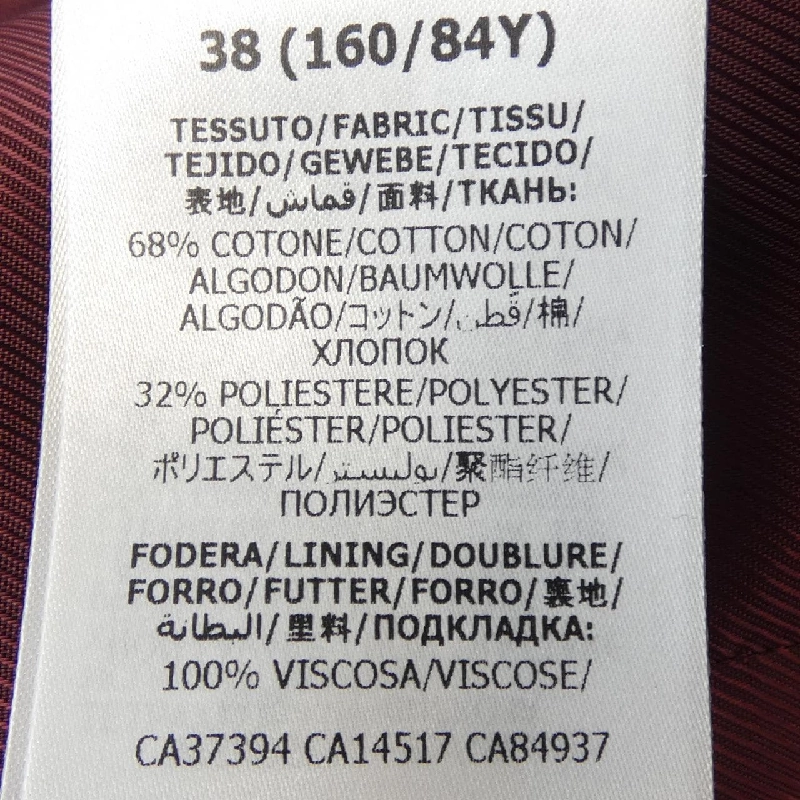 38 (160/84Y)
TESSUTO/FABRIC/TISSU/
TEJIDO/GEWEBE/TECIDO/
表地/قماش/面料/ТКАНЬ:
68% COTONE/COTTON/COTON/
ALGODON/BAUMWOLLE/
ALGODÃO/コットン/قطن/棉/
ХЛОПОК
32% POLIESTERE/POLYESTER/
POLIÉSTER/POLIESTER/
ポリエステル/بوليستر/聚酯纤维/
ПОЛИЭСТЕР
FODERA/LINING/DOUBLURE/
FORRO/FUTTER/FORRO/裏地/
البطانة/里料/ПОДКЛАДКА:
100% VISCOSA/VISCOSE/
CA37394 CA14517 CA84937